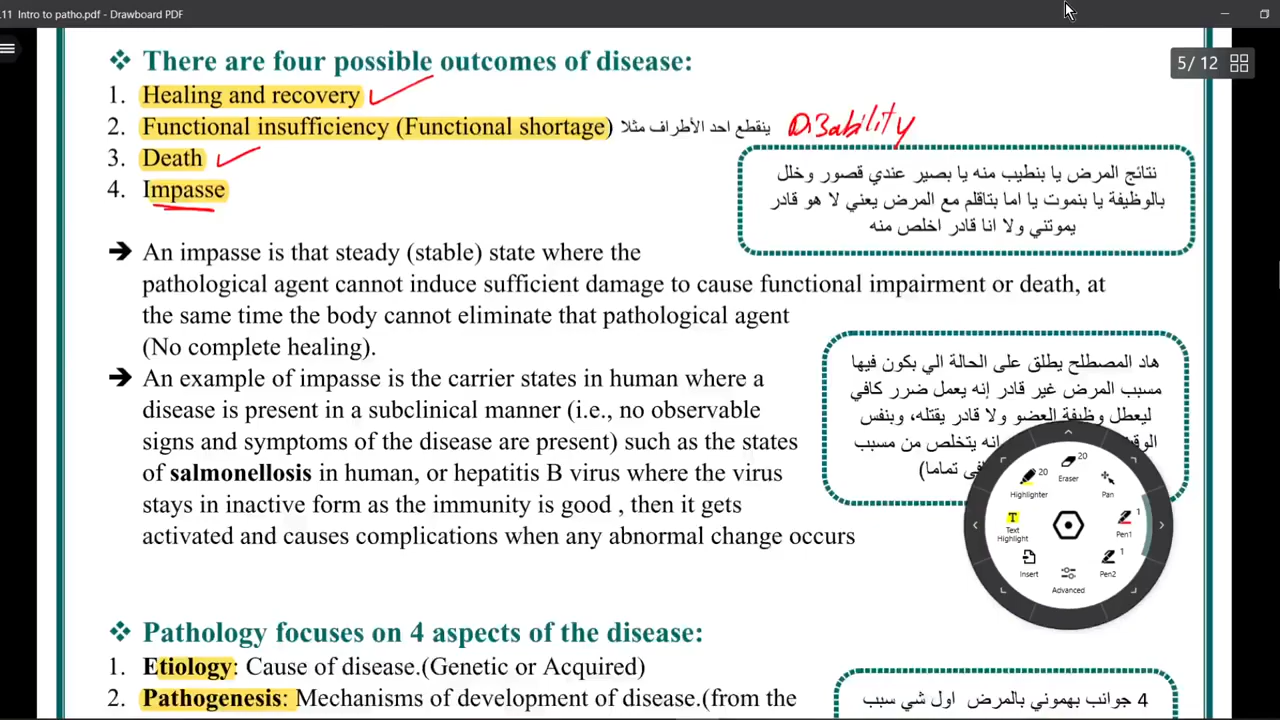 .11 Intro to patho.pdf - Drawboard PDF
5 / 12
❖ There are four possible outcomes of disease:
1. Healing and recovery
2. Functional insufficiency (Functional shortage) ينقطع احد الأطراف مثلا Disability
3. Death
4. Impasse
نتائج المرض يا بنطيب منه يا بصير عندي قصور وخلل
بالوظيفة يا بنموت يا اما بتاقلم مع المرض يعني لا هو قادر
يموتني ولا انا قادر اخلص منه
➔ An impasse is that steady (stable) state where the
pathological agent cannot induce sufficient damage to cause functional impairment or death, at
the same time the body cannot eliminate that pathological agent
(No complete healing).
هاد المصطلح يطلق على الحالة الي بكون فيها
مسبب المرض غير قادر إنه يعمل ضرر كافي
ليعطل وظيفة العضو ولا قادر يقتله، وبنفس
إنه يتخلص من مسبب
تماما)
➔ An example of impasse is the carrier states in human where a
disease is present in a subclinical manner (i.e., no observable
signs and symptoms of the disease are present) such as the states
of salmonellosis in human, or hepatitis B virus where the virus
stays in inactive form as the immunity is good , then it gets
activated and causes complications when any abnormal change occurs
20
Eraser
20
Highlighter
Pan
T
Text
Highlight
1
Pen1
Insert
1
Pen2
Advanced
❖ Pathology focuses on 4 aspects of the disease:
1. Etiology: Cause of disease.(Genetic or Acquired)
2. Pathogenesis: Mechanisms of development of disease.(from the
4 جوانب بهموني بالمرض اول شي سبب